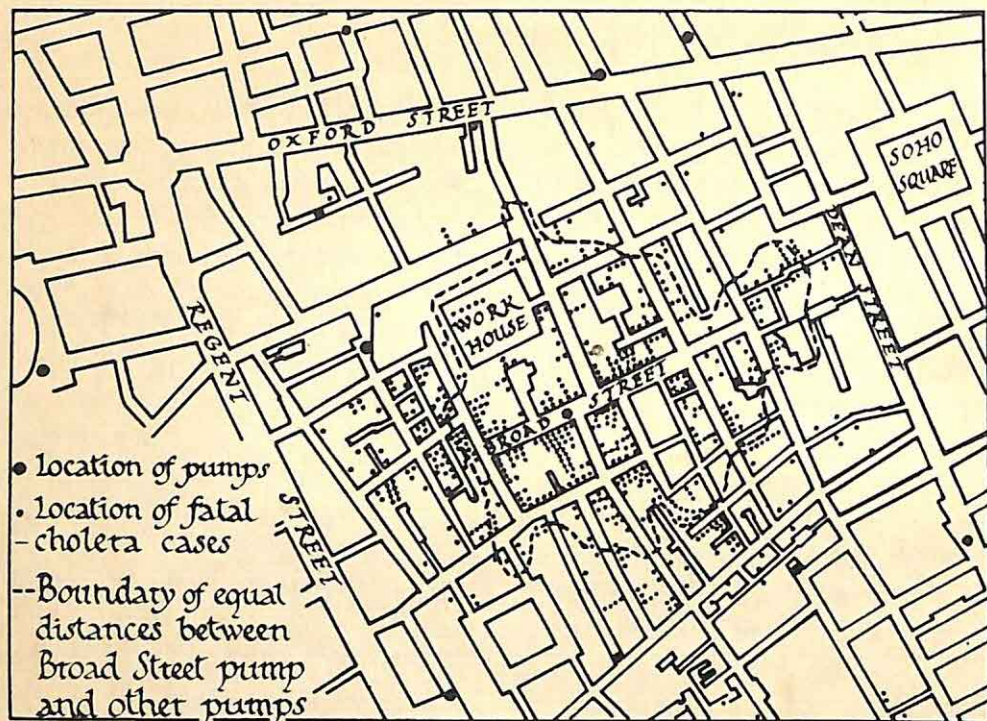 OXFORD STREET
SOHO
SQUARE
DEAN STREET
REGENT
STREET
WORK
HOUSE
BROAD STREET
Location of pumps
Location of fatal
cholera cases
Boundary of equal
distances between
Broad Street pump
and other pumps